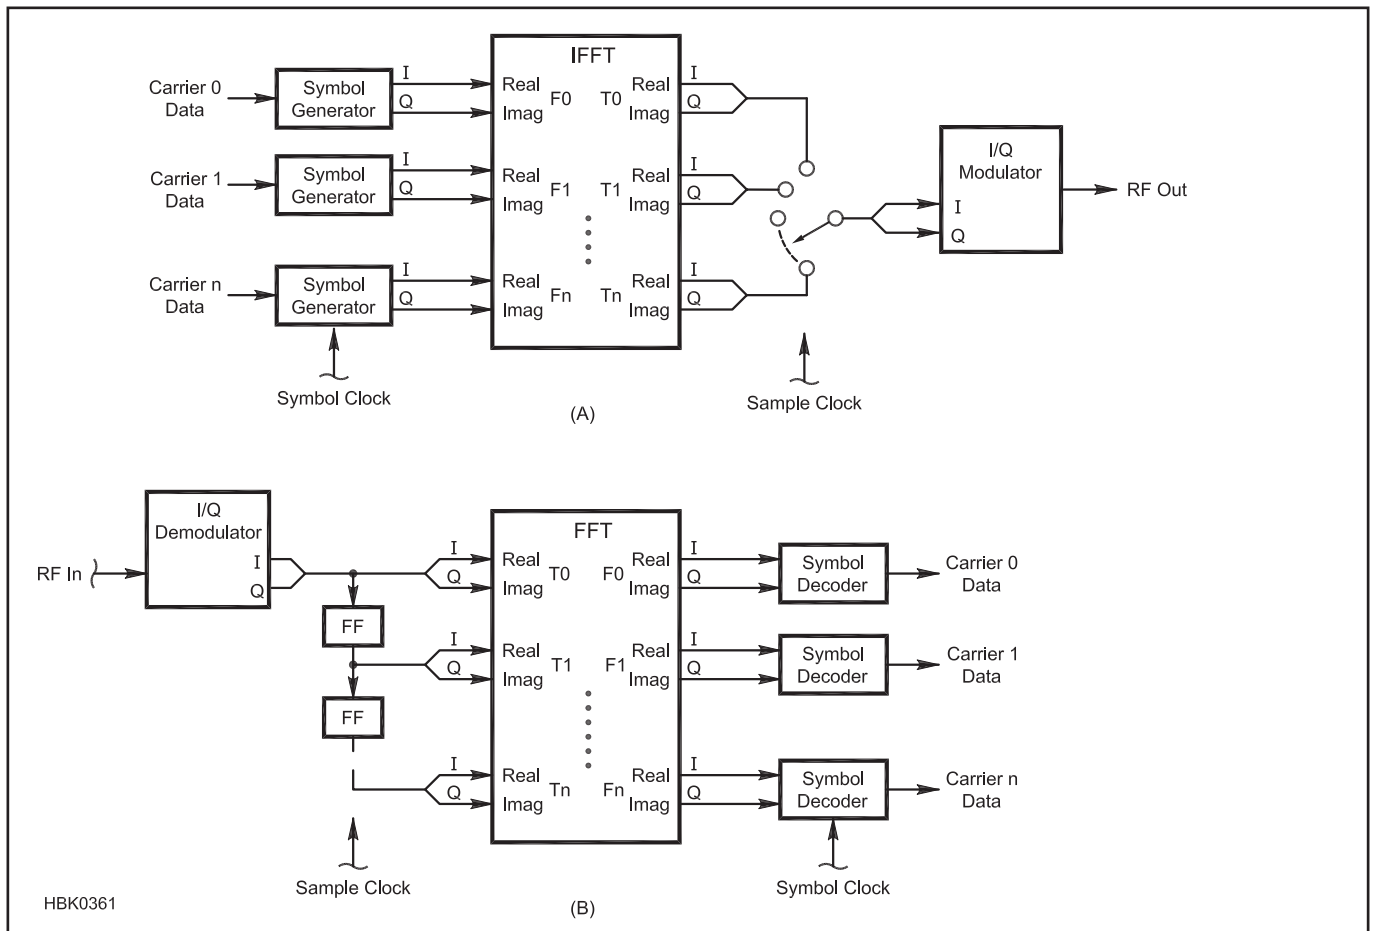 IFFT
Carrier 0
Data
Symbol
Generator
I
Q
Real
Imag
F0
T0
Real
Imag
I
Q
Carrier 1
Data
Symbol
Generator
I
Q
Real
Imag
F1
T1
Real
Imag
I
Q
Carrier n
Data
Symbol
Generator
I
Q
Real
Imag
Fn
Tn
Real
Imag
I
Q
I/Q
Modulator
I
Q
RF Out
Symbol Clock
Sample Clock
(A)
I/Q
Demodulator
I
Q
RF In
FF
FF
FFT
I
Q
Real
Imag
T0
F0
Real
Imag
I
Q
Symbol
Decoder
Carrier 0
Data
I
Q
Real
Imag
T1
F1
Real
Imag
I
Q
Symbol
Decoder
Carrier 1
Data
I
Q
Real
Imag
Tn
Fn
Real
Imag
I
Q
Symbol
Decoder
Carrier n
Data
Sample Clock
Symbol Clock
HBK0361
(B)